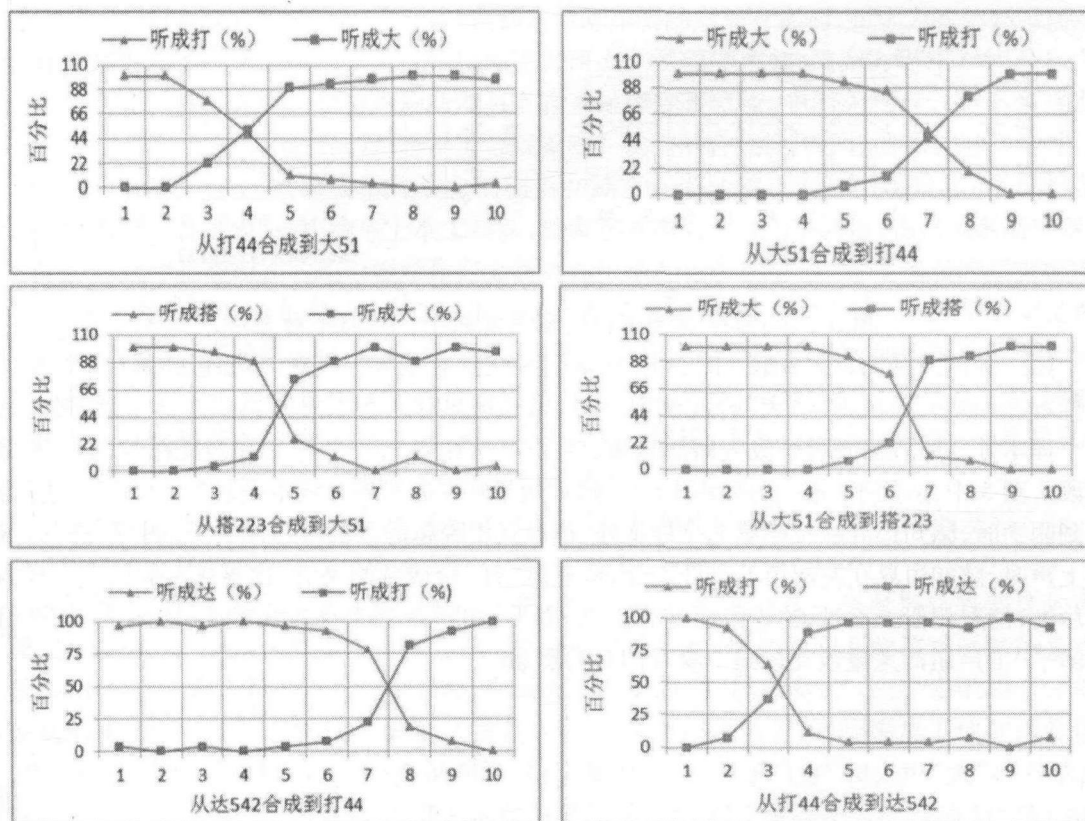 听成打（%） 听成大（%）
110
88
66
44
22
0
百分比
1 2 3 4 5 6 7 8 9 10
从打44合成到大51
听成大（%） 听成打（%）
110
88
66
44
22
0
百分比
1 2 3 4 5 6 7 8 9 10
从大51合成到打44
听成搭（%） 听成大（%）
110
88
66
44
22
0
百分比
1 2 3 4 5 6 7 8 9 10
从搭223合成到大51
听成大（%） 听成搭（%）
110
88
66
44
22
0
百分比
1 2 3 4 5 6 7 8 9 10
从大51合成到搭223
听成达（%） 听成打（%）
100
75
50
25
0
百分比
1 2 3 4 5 6 7 8 9 10
从达542合成到打44
听成打（%） 听成达（%）
100
75
50
25
0
百分比
1 2 3 4 5 6 7 8 9 10
从打44合成到达542